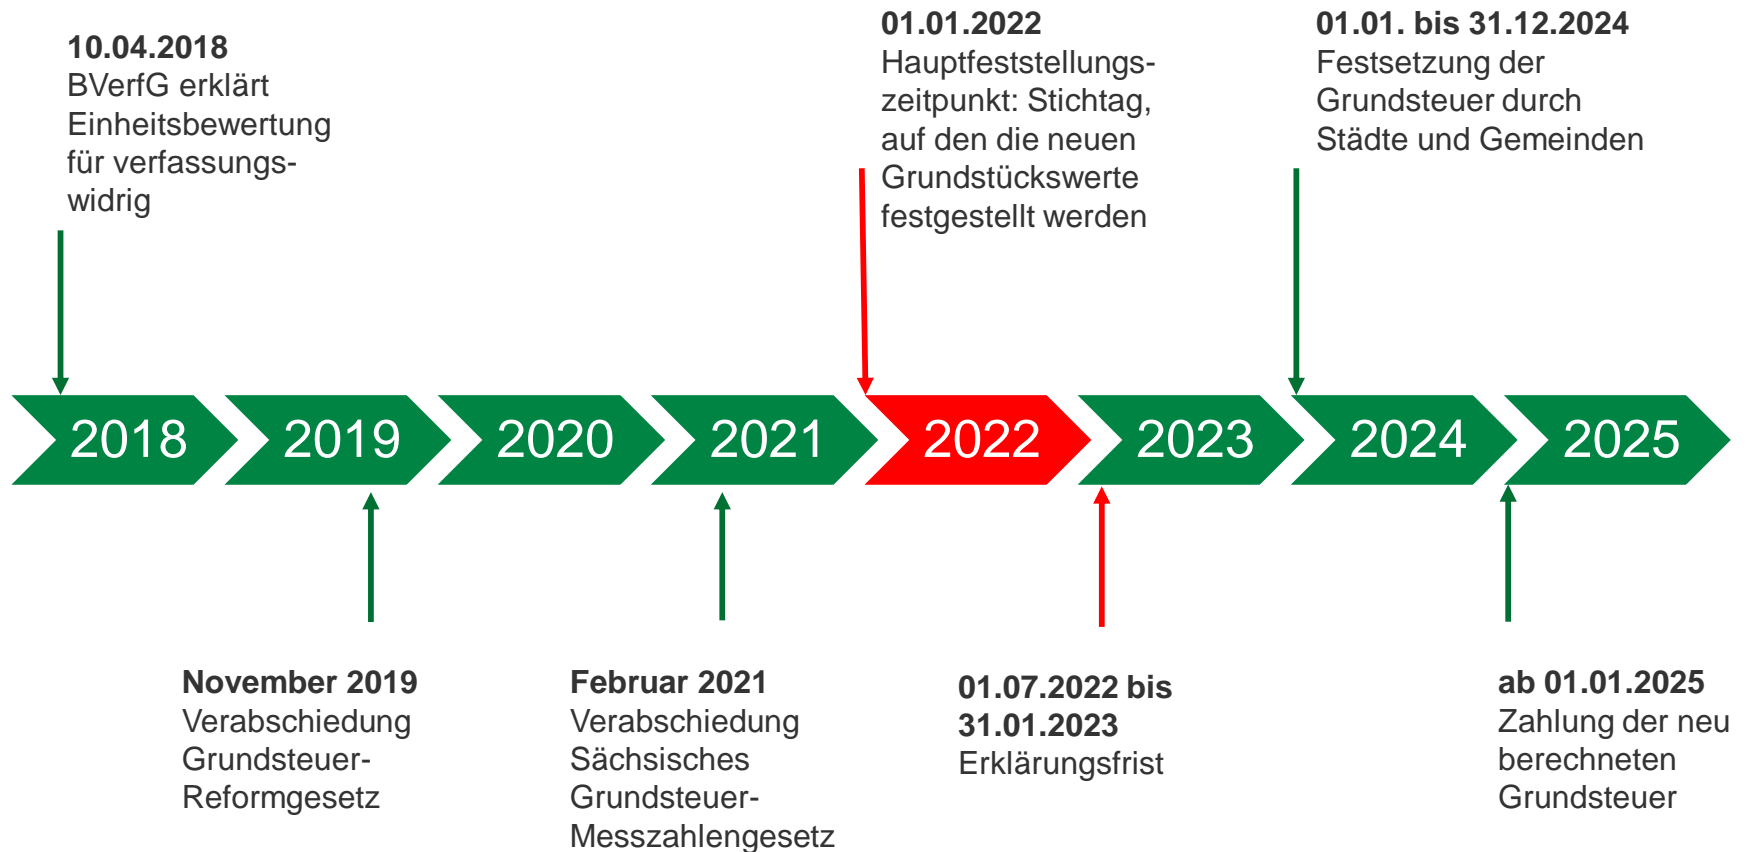 10.04.2018
BVerfG erklärt
Einheitsbewertung
für verfassungs-
widrig
01.01.2022
Hauptfeststellungs-
zeitpunkt: Stichtag,
auf den die neuen
Grundstückswerte
festgestellt werden
01.01. bis 31.12.2024
Festsetzung der
Grundsteuer durch
Städte und Gemeinden
2018
2019
2020
2021
2022
2023
2024
2025
November 2019
Verabschiedung
Grundsteuer-
Reformgesetz
Februar 2021
Verabschiedung
Sächsisches
Grundsteuer-
Messzahlengesetz
01.07.2022 bis
31.01.2023
Erklärungsfrist
ab 01.01.2025
Zahlung der neu
berechneten
Grundsteuer